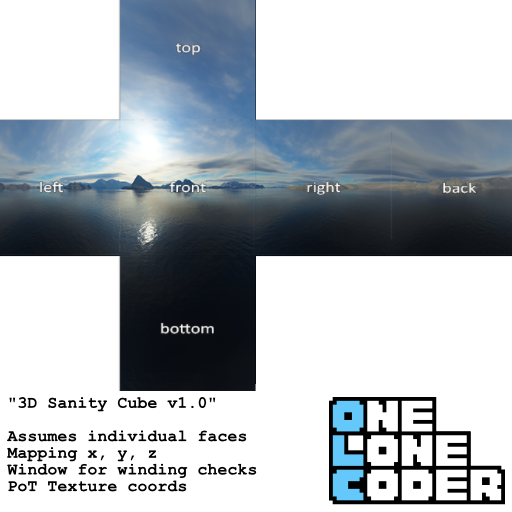 top
left front right back
bottom
"3D Sanity Cube v1.0"
Assumes individual faces
Mapping x, y, z
Window for winding checks
PoT Texture coords
ONE
LONE
CODER